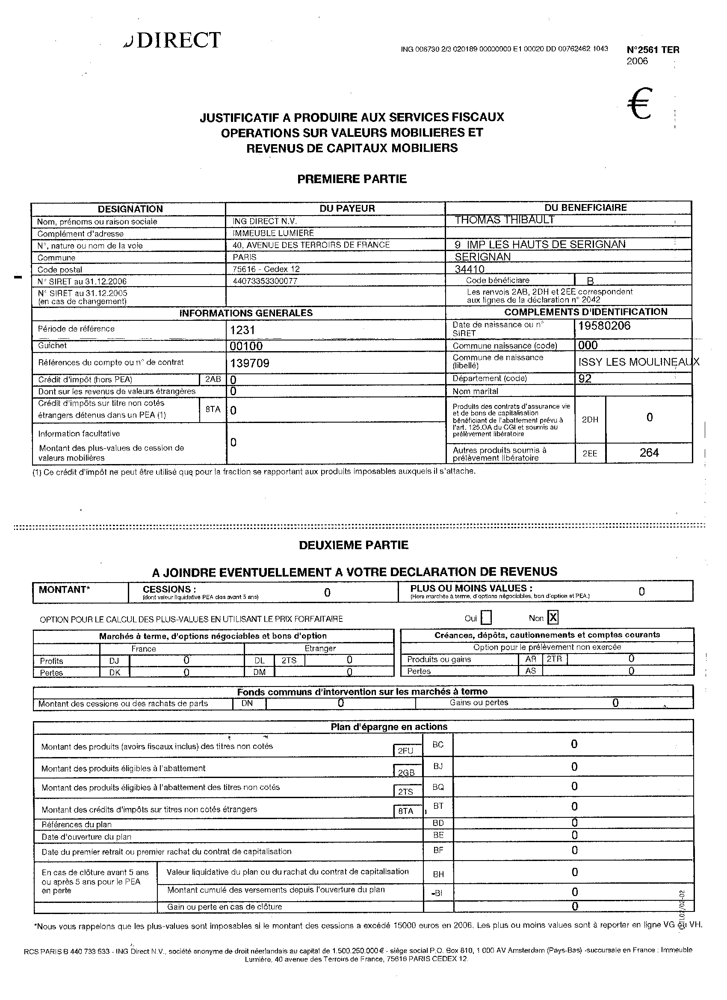 DIRECT
ING 006730 2/3 020189 00000000 E1 00020 DD 00762462 1043
N°2561 TER
2006
€
JUSTIFICATIF A PRODUIRE AUX SERVICES FISCAUX
OPERATIONS SUR VALEURS MOBILIERES ET
REVENUS DE CAPITAUX MOBILIERS
PREMIERE PARTIE
DESIGNATION DU PAYEUR DU BENEFICIAIRE
Nom, prénoms ou raison sociale ING DIRECT N.V. THOMAS THIBAULT
Complément d'adresse IMMEUBLE LUMIERE
N°, nature ou nom de la voie 40, AVENUE DES TERROIRS DE FRANCE 9 IMP LES HAUTS DE SERIGNAN
Commune PARIS SERIGNAN
Code postal 75616 - Cedex 12 34410
N° SIRET au 31.12.2006 44073353300077 Code bénéficiare B
N° SIRET au 31.12.2005 Les renvois 2AB, 2DH et 2EE correspondent
(en cas de changement) aux lignes de la déclaration n° 2042
INFORMATIONS GENERALES COMPLEMENTS D'IDENTIFICATION
Période de référence 1231 Date de naissance ou n° 19580206
SIRET
Guichet 00100 Commune naissance (code) 000
Références du compte ou n° de contrat 139709 Commune de naissance ISSY LES MOULINEAUX
(libellé)
Crédit d'impôt (hors PEA) 2AB 0 Département (code) 92
Dont sur les revenus de valeurs étrangères 0 Nom marital
Crédit d'impôts sur titre non cotés
étrangers détenus dans un PEA (1) 8TA 0
Produits des contrats d'assurance vie
et de bons de capitalisation
bénéficiant de l'abattement prévu à 2DH 0
l'art. 125.OA du CGI et soumis au
prélèvement libératoire
Information facultative
0
Montant des plus-values de cession de
valeurs mobilières
Autres produits soumis à 2EE 264
prélèvement libératoire
(1) Ce crédit d'impôt ne peut être utilisé que pour la fraction se rapportant aux produits imposables auxquels il s'attache.
DEUXIEME PARTIE
A JOINDRE EVENTUELLEMENT A VOTRE DECLARATION DE REVENUS
MONTANT* CESSIONS : 0 PLUS OU MOINS VALUES : 0
(dont valeur liquidative PEA clos avant 5 ans) (Hors marchés à terme, d'options négociables, bon d'option et PEA.)
OPTION POUR LE CALCUL DES PLUS-VALUES EN UTILISANT LE PRIX FORFAITAIRE Oui Non X
Marchés à terme, d'options négociables et bons d'option Créances, dépôts, cautionnements et comptes courants
France Etranger Option pour le prélèvement non exercée
Profits DJ 0 DL 2TS 0 Produits ou gains AR 2TR 0
Pertes DK 0 DM 0 Pertes AS 0
Fonds communs d'intervention sur les marchés à terme
Montant des cessions ou des rachats de parts DN 0 Gains ou pertes 0
Plan d'épargne en actions
Montant des produits (avoirs fiscaux inclus) des titres non cotés 2FU BC 0
Montant des produits éligibles à l'abattement 2GB BJ 0
Montant des produits éligibles à l'abattement des titres non cotés 2TS BQ 0
Montant des crédits d'impôts sur titres non cotés étrangers 8TA BT 0
Références du plan BD 0
Date d'ouverture du plan BE 0
Date du premier retrait ou premier rachat du contrat de capitalisation BF 0
En cas de clôture avant 5 ans Valeur liquidative du plan ou du rachat du contrat de capitalisation BH 0
ou après 5 ans pour le PEA
en perte Montant cumulé des versements depuis l'ouverture du plan -BI 0
Gain ou perte en cas de clôture 0
*Nous vous rappelons que les plus-values sont imposables si le montant des cessions a excédé 15000 euros en 2006. Les plus ou moins values sont à reporter en ligne VG ou VH.
RCS PARIS B 440 733 533 - ING Direct N.V., société anonyme de droit néerlandais au capital de 1.500.250.000€ - siége social P.O. Box 810, 1 000 AV Amsterdam (Pays-Bas) -succursale en France : Immeuble
Lumière, 40 avenue des Terroirs de France, 75616 PARIS CEDEX 12.